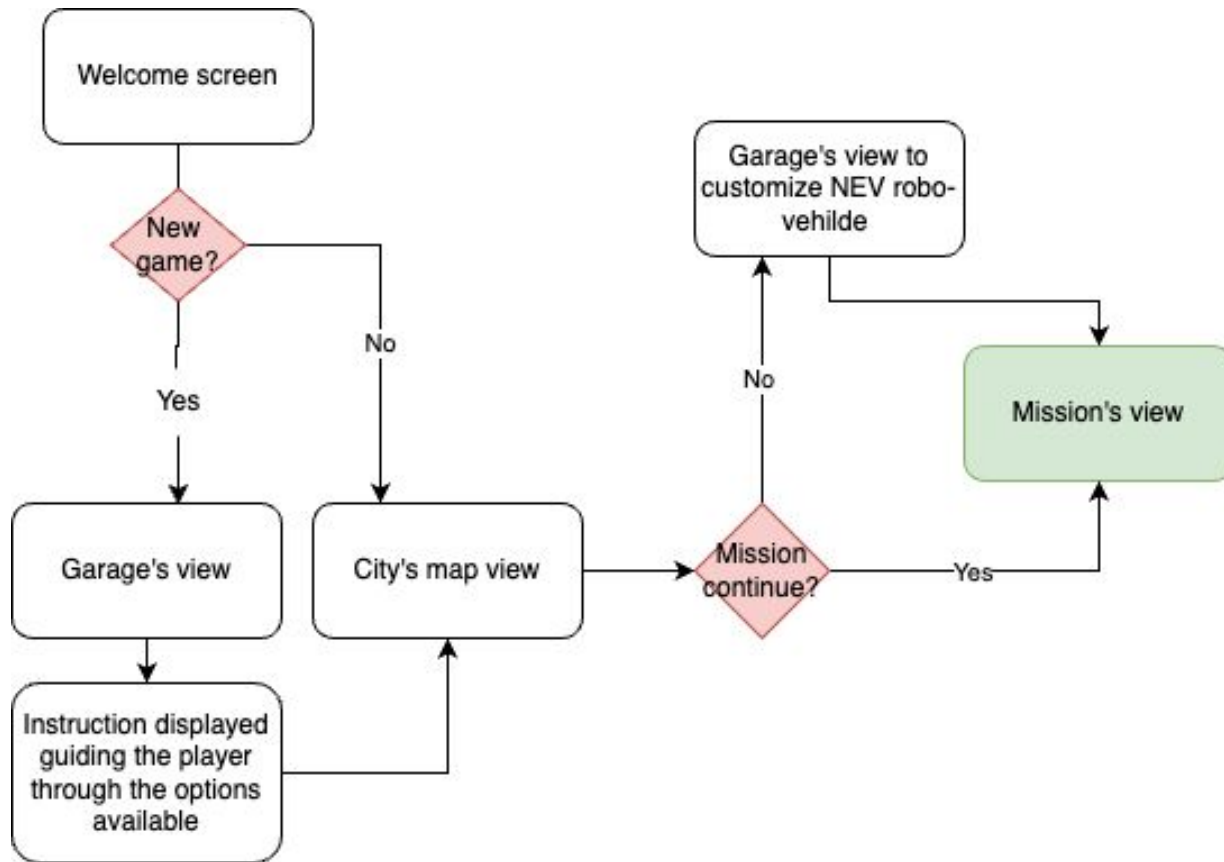 Welcome screen
New
game?
No
Yes
Garage's view
City's map view
Instruction displayed
guiding the player
through the options
available
Garage's view to
customize NEV robo-
vehilde
No
Mission's view
Mission
continue?
Yes